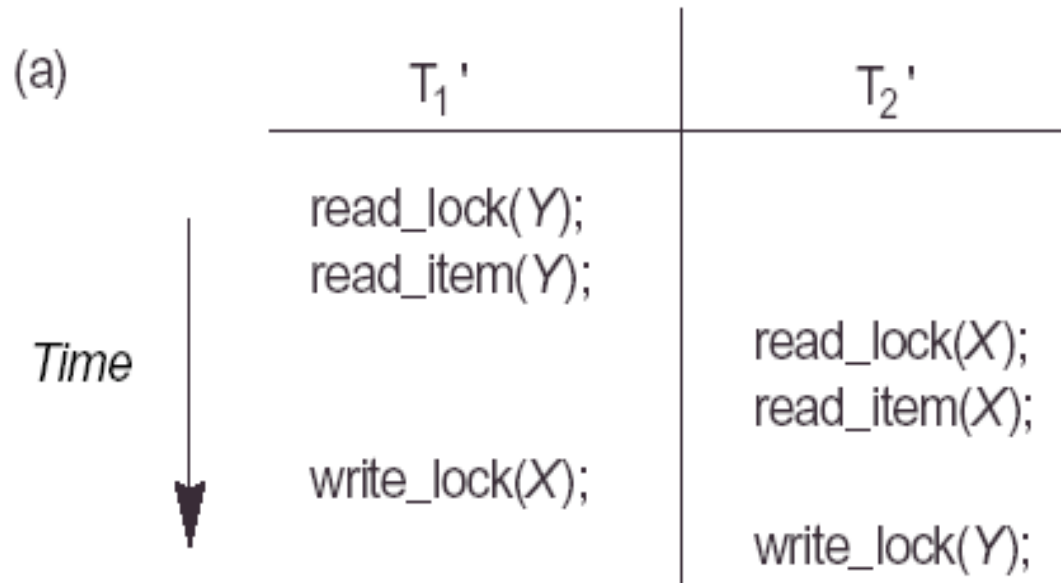 (a)
T₁' T₂'
read_lock(Y);
read_item(Y);
read_lock(X);
Time
read_item(X);
write_lock(X);
write_lock(Y);